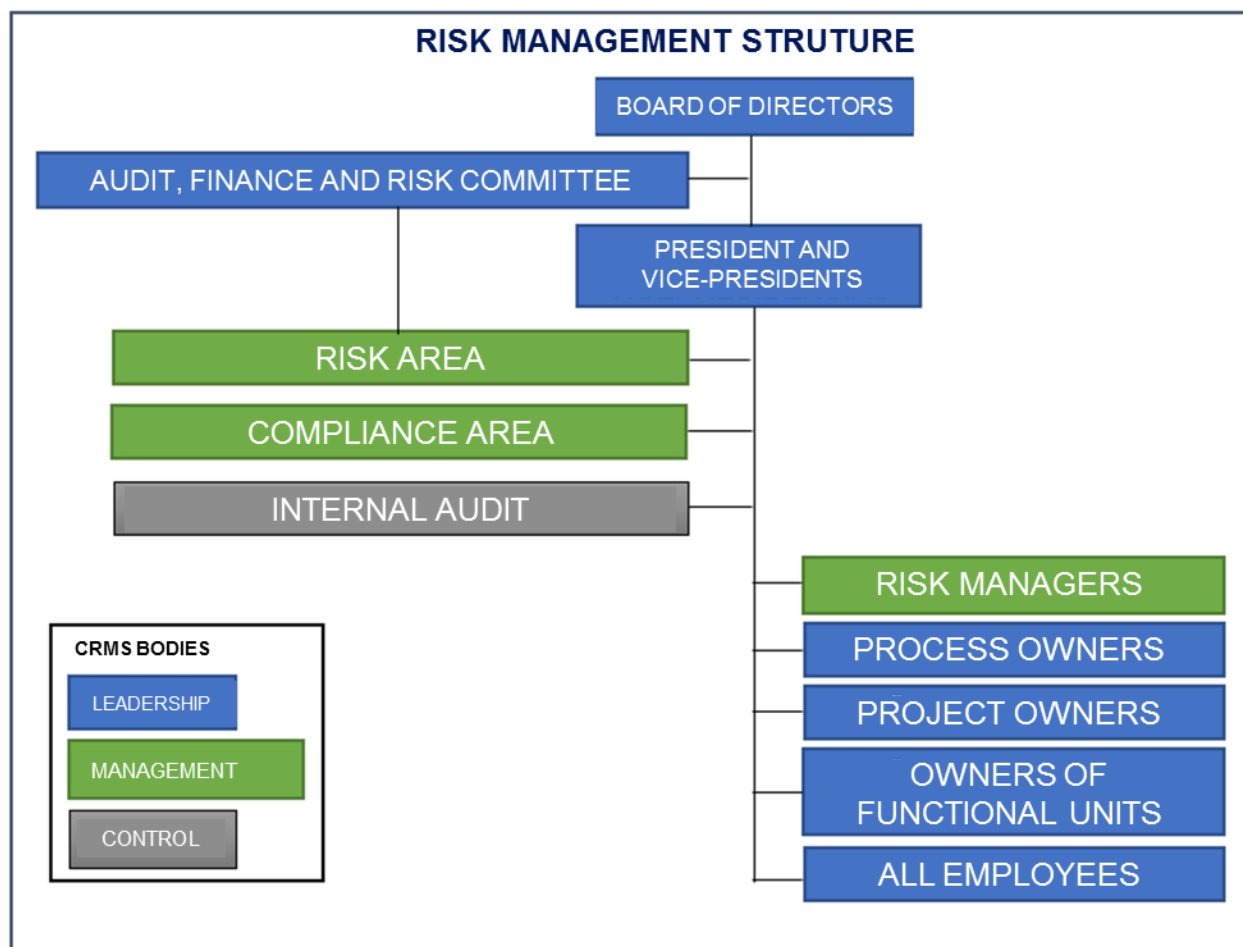 RISK MANAGEMENT STRUTURE
BOARD OF DIRECTORS
AUDIT, FINANCE AND RISK COMMITTEE
PRESIDENT AND
VICE-PRESIDENTS
RISK AREA
COMPLIANCE AREA
INTERNAL AUDIT
RISK MANAGERS
PROCESS OWNERS
PROJECT OWNERS
OWNERS OF
FUNCTIONAL UNITS
ALL EMPLOYEES
CRMS BODIES
LEADERSHIP
MANAGEMENT
CONTROL